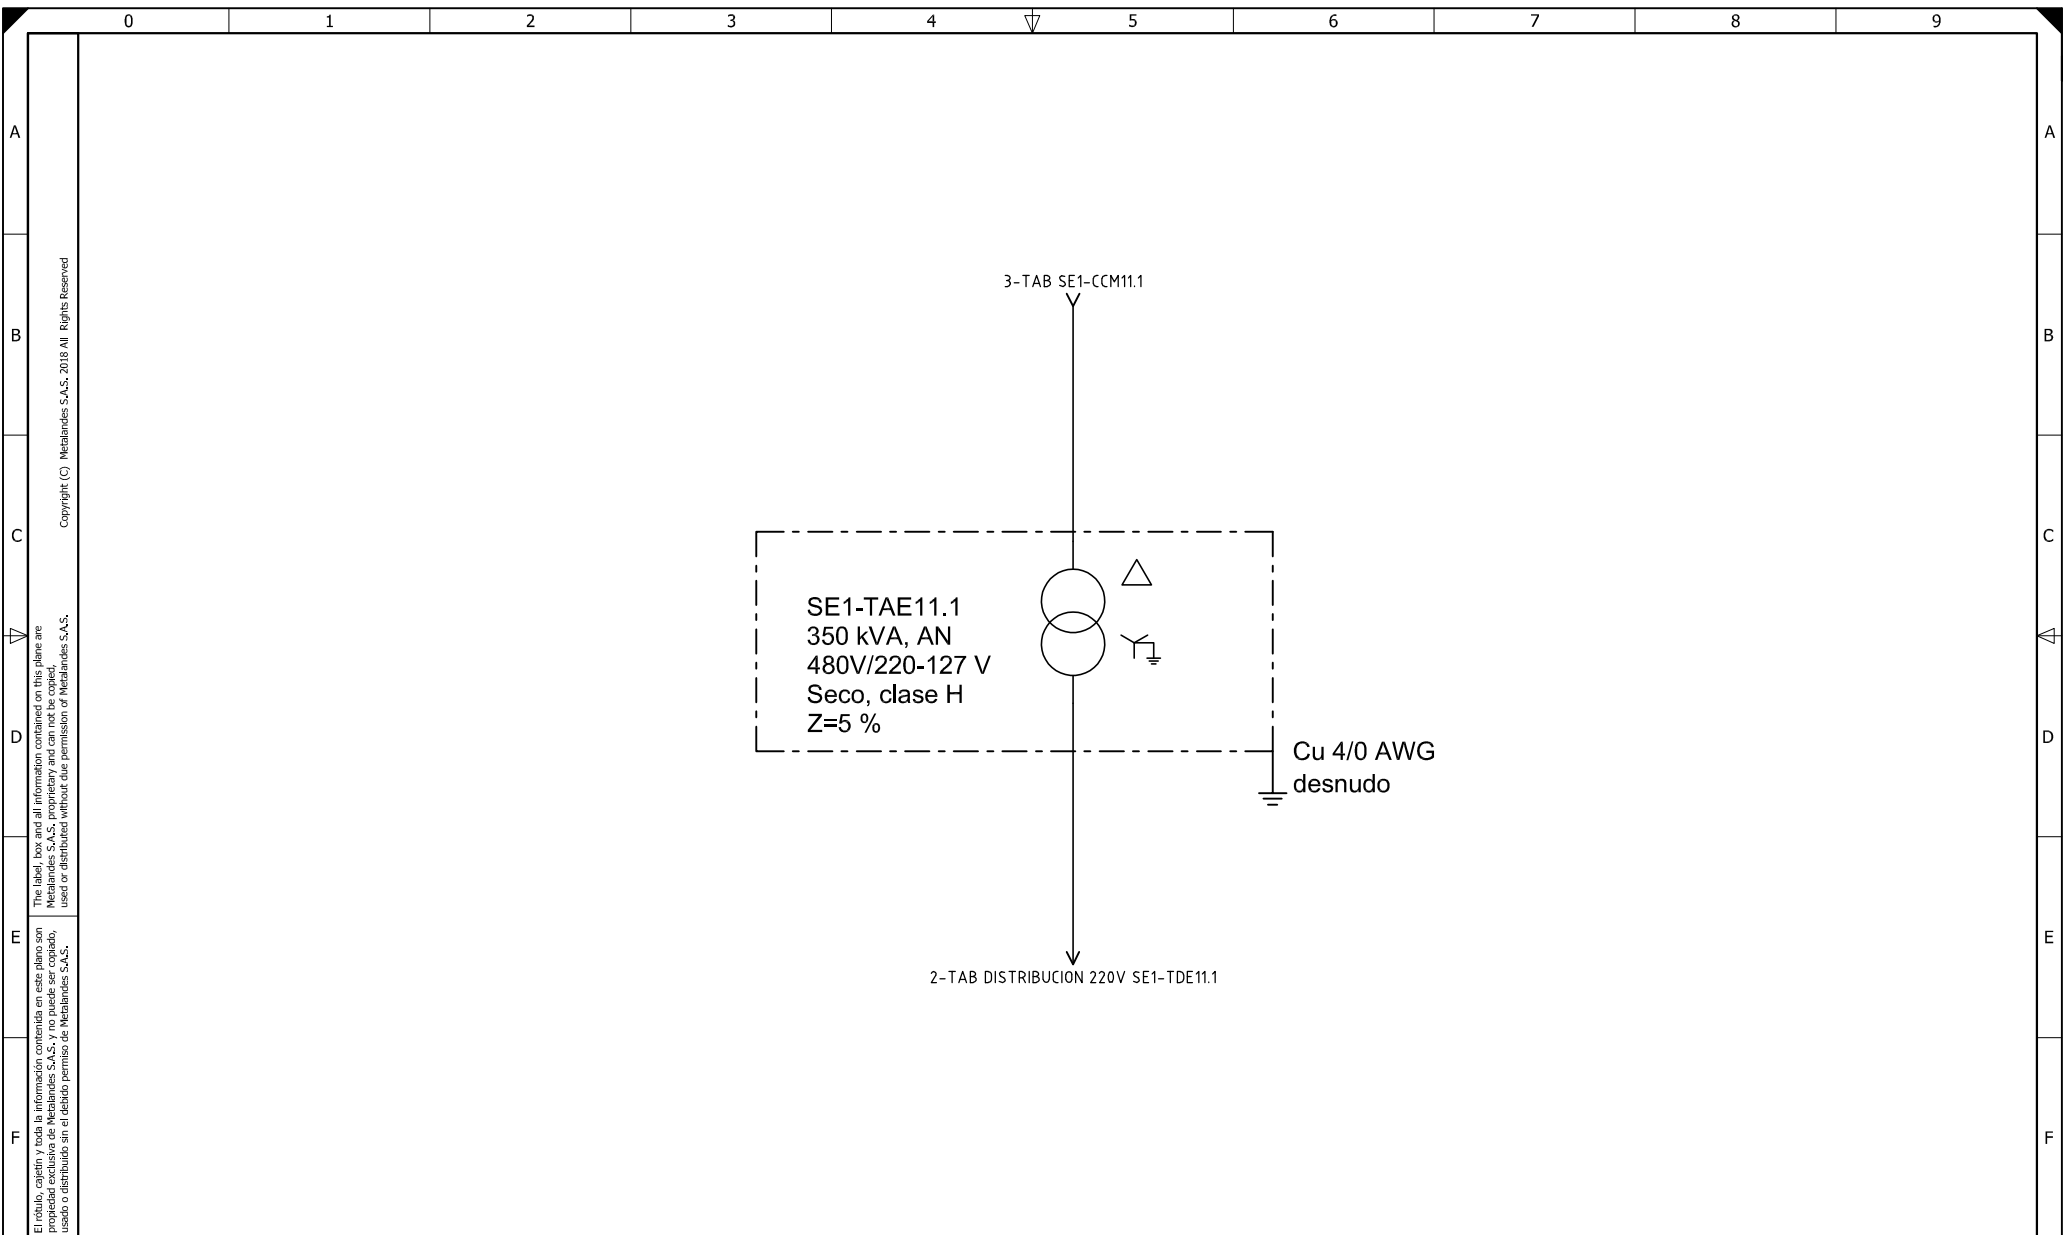 0 1 2 3 4 5 6 7 8 9
A A
B B
C C
D D
E E
F F
Copyright (C) Metalandes S.A.S. 2018 All Rights Reserved
The label, box and all information contained on this plane are
Metalandes S.A.S. proprietary and can not be copied,
used or distributed without due permission of Metalandes S.A.S.
El rótulo, cajetín y toda la información contenida en este plano son
propiedad exclusiva de Metalandes S.A.S. y no puede ser copiado,
usado o distribuido sin el debido permiso de Metalandes S.A.S.
3-TAB SE1-CCM11.1
SE1-TAE11.1
350 kVA, AN
480V/220-127 V
Seco, clase H
Z=5 %
Cu 4/0 AWG
desnudo
2-TAB DISTRIBUCION 220V SE1-TDE11.1